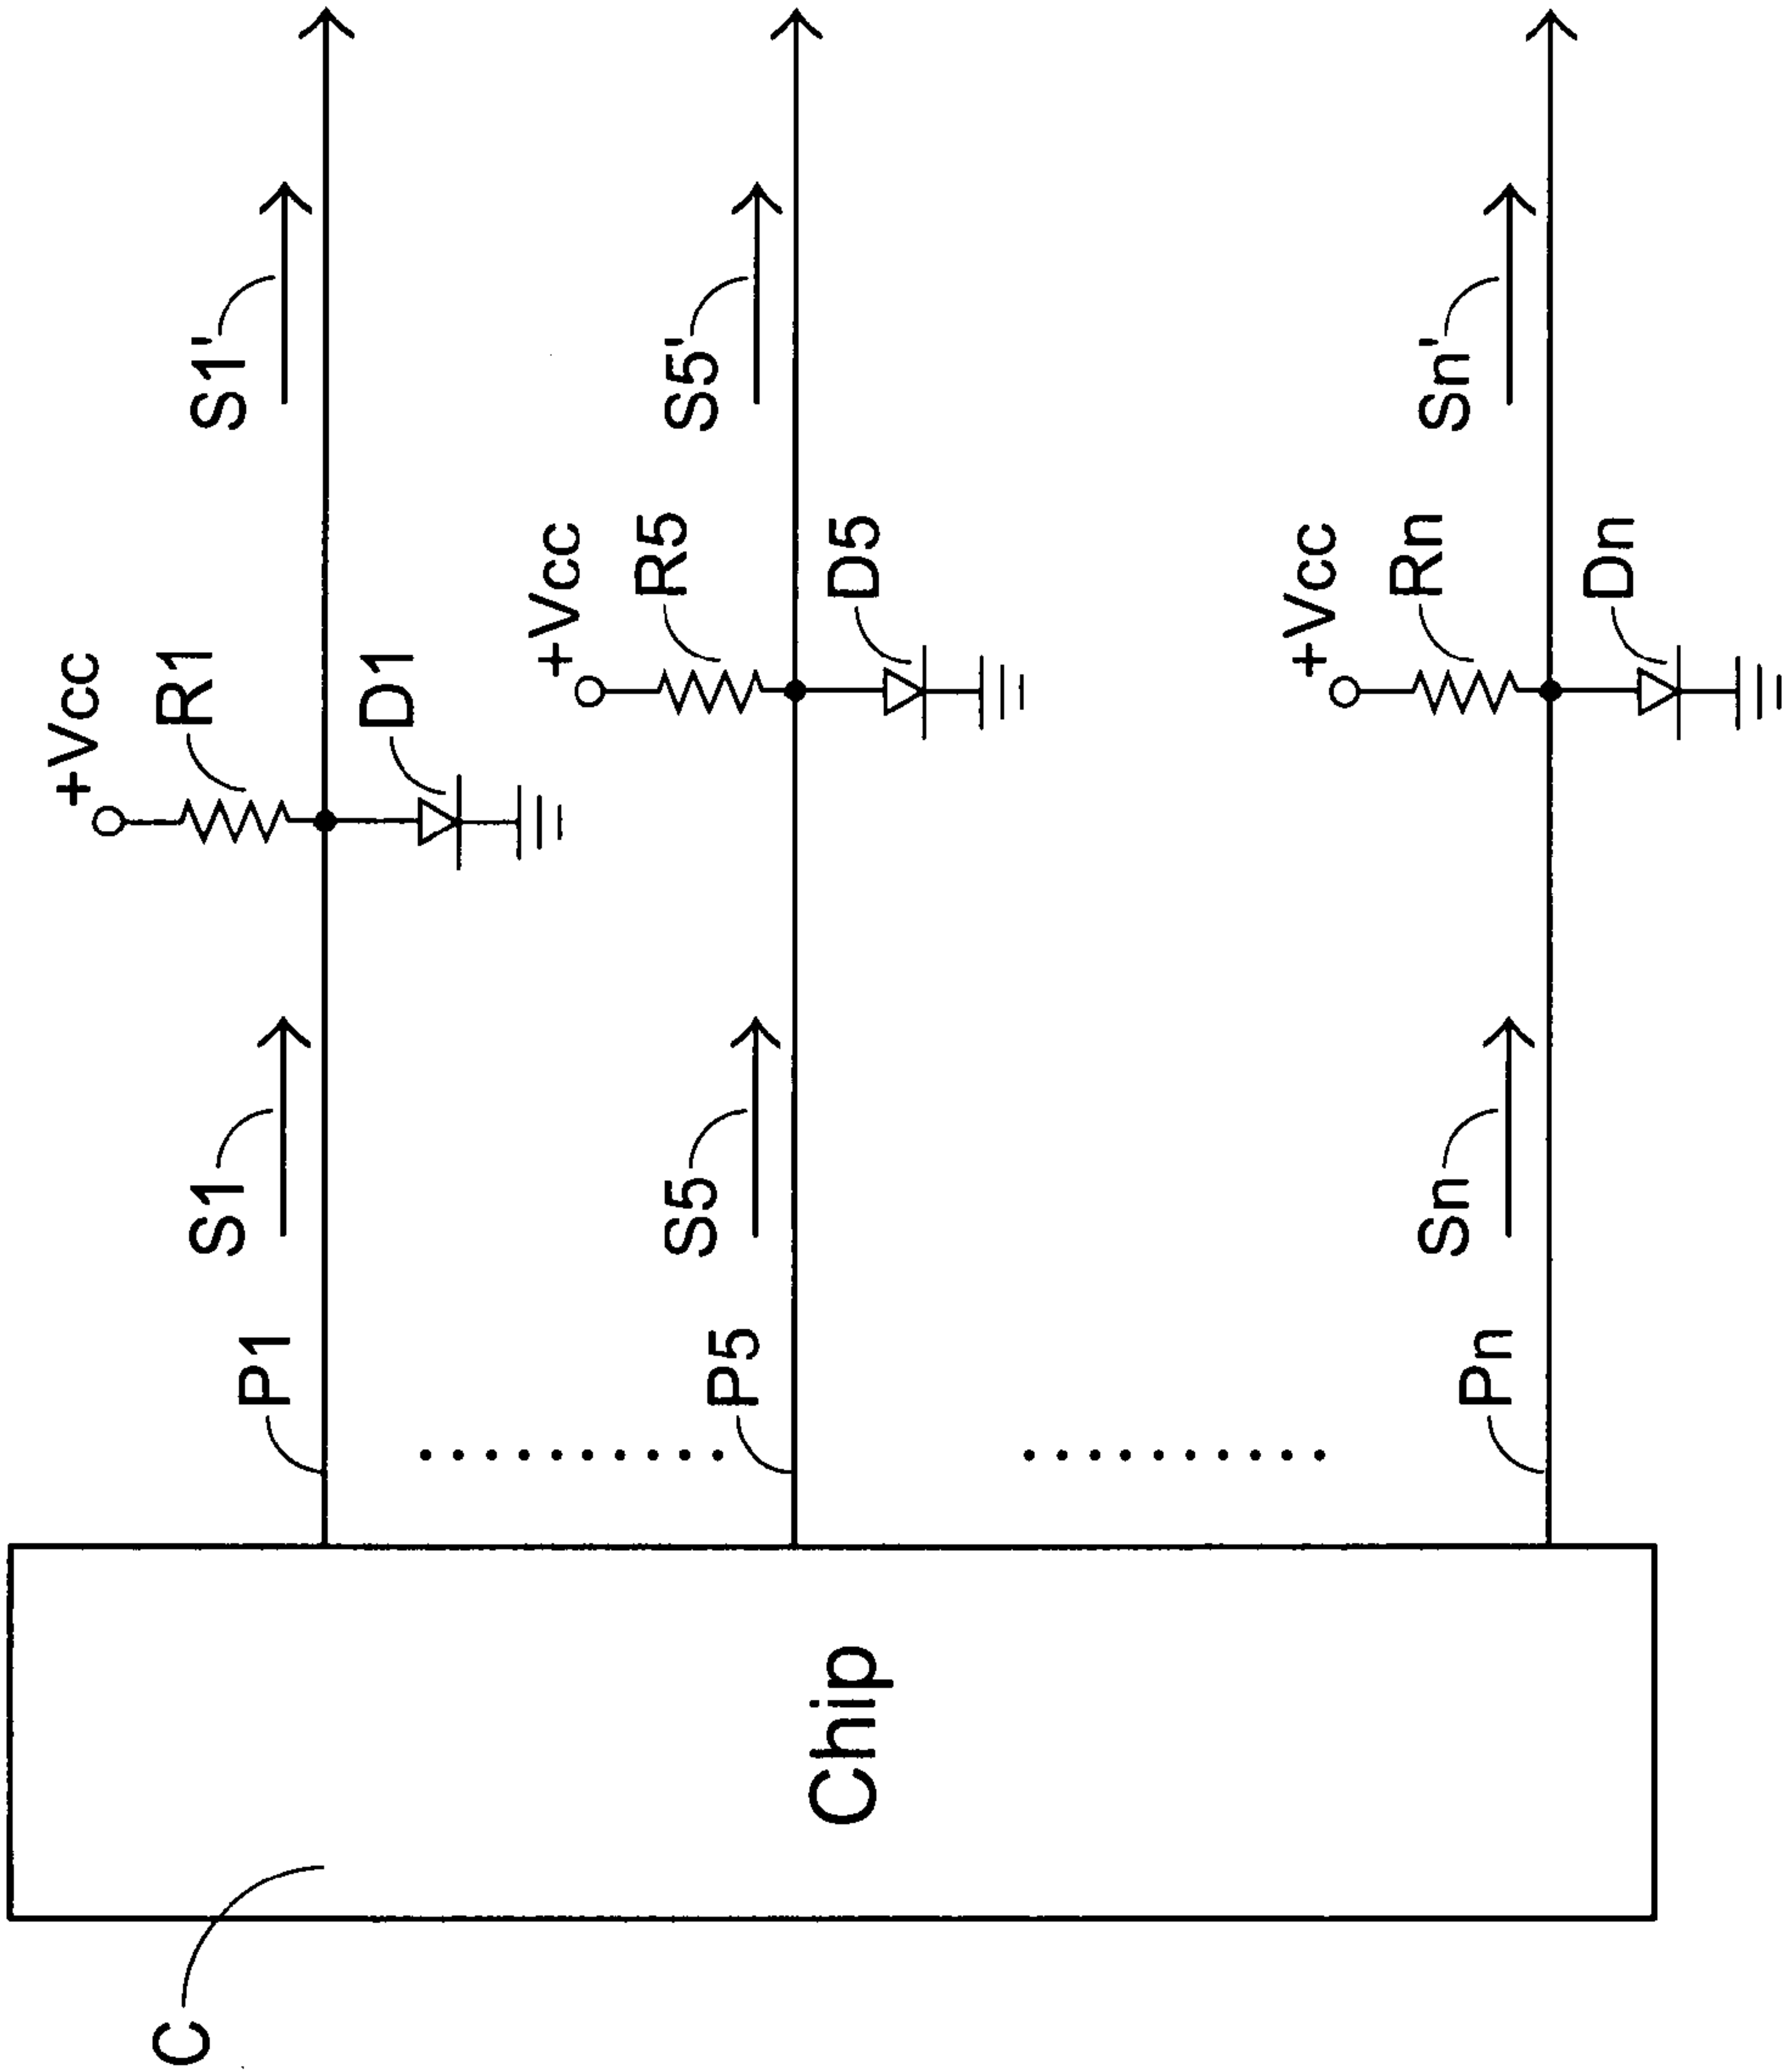 C
Chip
P1
S1
+Vcc
R1
D1
S1'
P5
S5
+Vcc
R5
D5
S5'
Pn
Sn
+Vcc
Rn
Dn
Sn'